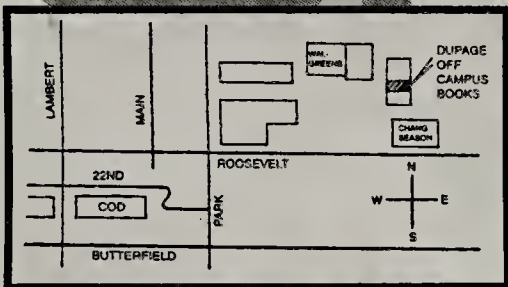 LAMBERT
MAIN
WAL-
GREENS
DUPAGE
OFF
CAMPUS
BOOKS
CHANG
SEASON
ROOSEVELT
22ND
COD
PARK
N
W E
S
BUTTERFIELD